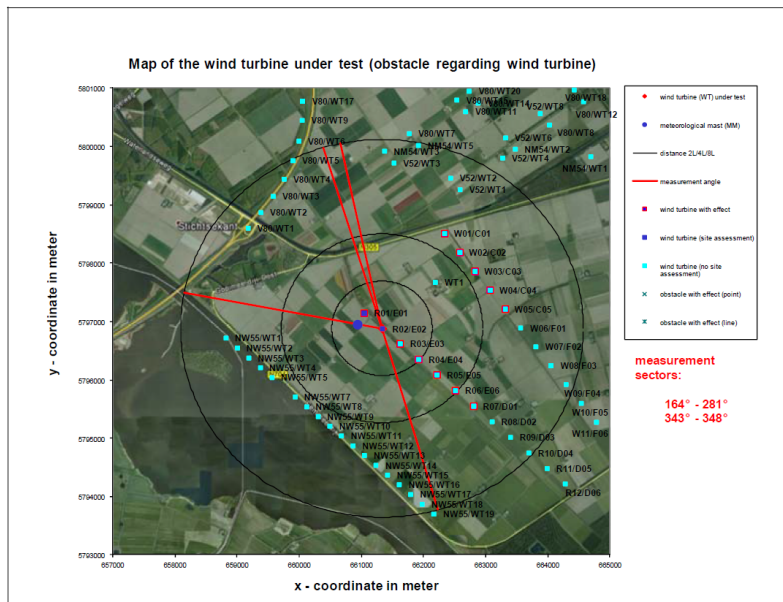 Map of the wind turbine under test (obstacle regarding wind turbine)
y - coordinate in meter
5801000
5800000
5799000
5798000
5797000
5796000
5795000
5794000
5793000
657000 658000 659000 660000 661000 662000 663000 664000 665000
x - coordinate in meter
V80/WT17
V80/WT9
V80/WT6
V80/WT5
V80/WT4
V80/WT3
V80/WT2
V80/WT1
V80/WT20
V80/WT15
V80/WT14
V80/WT11
V80/WT18
V80/WT12
V52/WT8
V80/WT8
V80/WT7
NM54/WT5
V52/WT3
V52/WT6
NM54/WT2
V52/WT4
NM54/WT1
V52/WT2
V52/WT1
W01/C01
W02/C02
W03/C03
W04/C04
W05/C05
W06/F01
W07/F02
W08/F03
W09/F04
W10/F05
W11/F06
WT1
R01/E01
R02/E02
R03/E03
R04/E04
R05/E05
R06/E06
R07/D01
R08/D02
R09/D03
R10/D04
R11/D05
R12/D06
NW55/WT1
NW55/WT2
NW55/WT3
NW55/WT4
NW55/WT5
NW55/WT7
NW55/WT8
NW55/WT9
NW55/WT10
NW55/WT11
NW55/WT12
NW55/WT13
NW55/WT14
NW55/WT15
NW55/WT16
NW55/WT17
NW55/WT18
NW55/WT19
wind turbine (WT) under test
meteorological mast (MM)
distance 2L/4L/8L
measurement angle
wind turbine with effect
wind turbine (site assessment)
wind turbine (no site
assessment)
obstacle with effect (point)
obstacle with effect (line)
measurement
sectors:
164° - 281°
343° - 348°